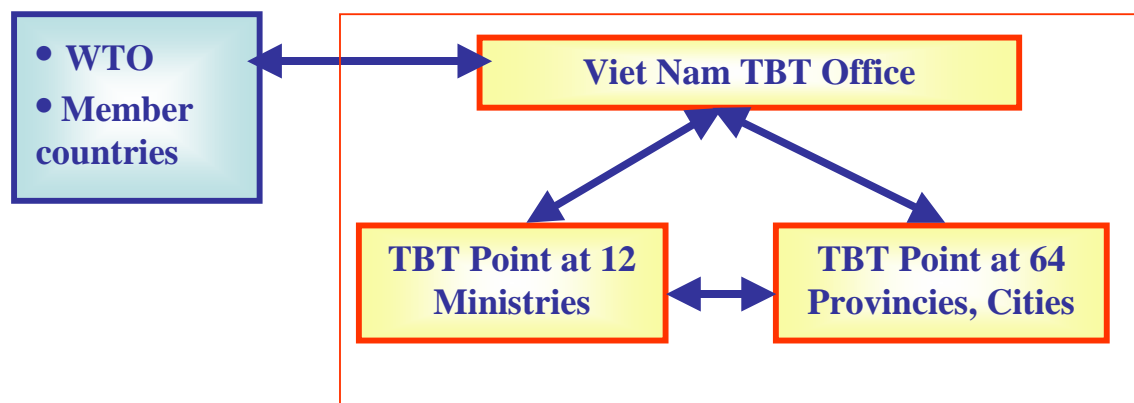 • WTO
• Member
countries
Viet Nam TBT Office
TBT Point at 12
Ministries
TBT Point at 64
Provincies, Cities